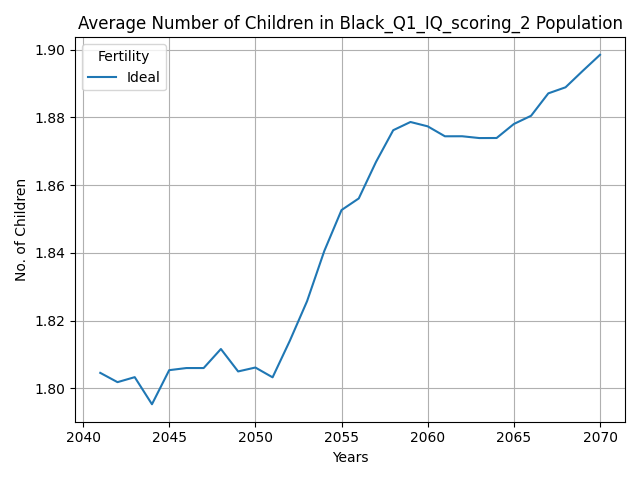 Average Number of Children in Black_Q1_IQ_scoring_2 Population
Fertility
Ideal
No. of Children
1.90
1.88
1.86
1.84
1.82
1.80
2040 2045 2050 2055 2060 2065 2070
Years